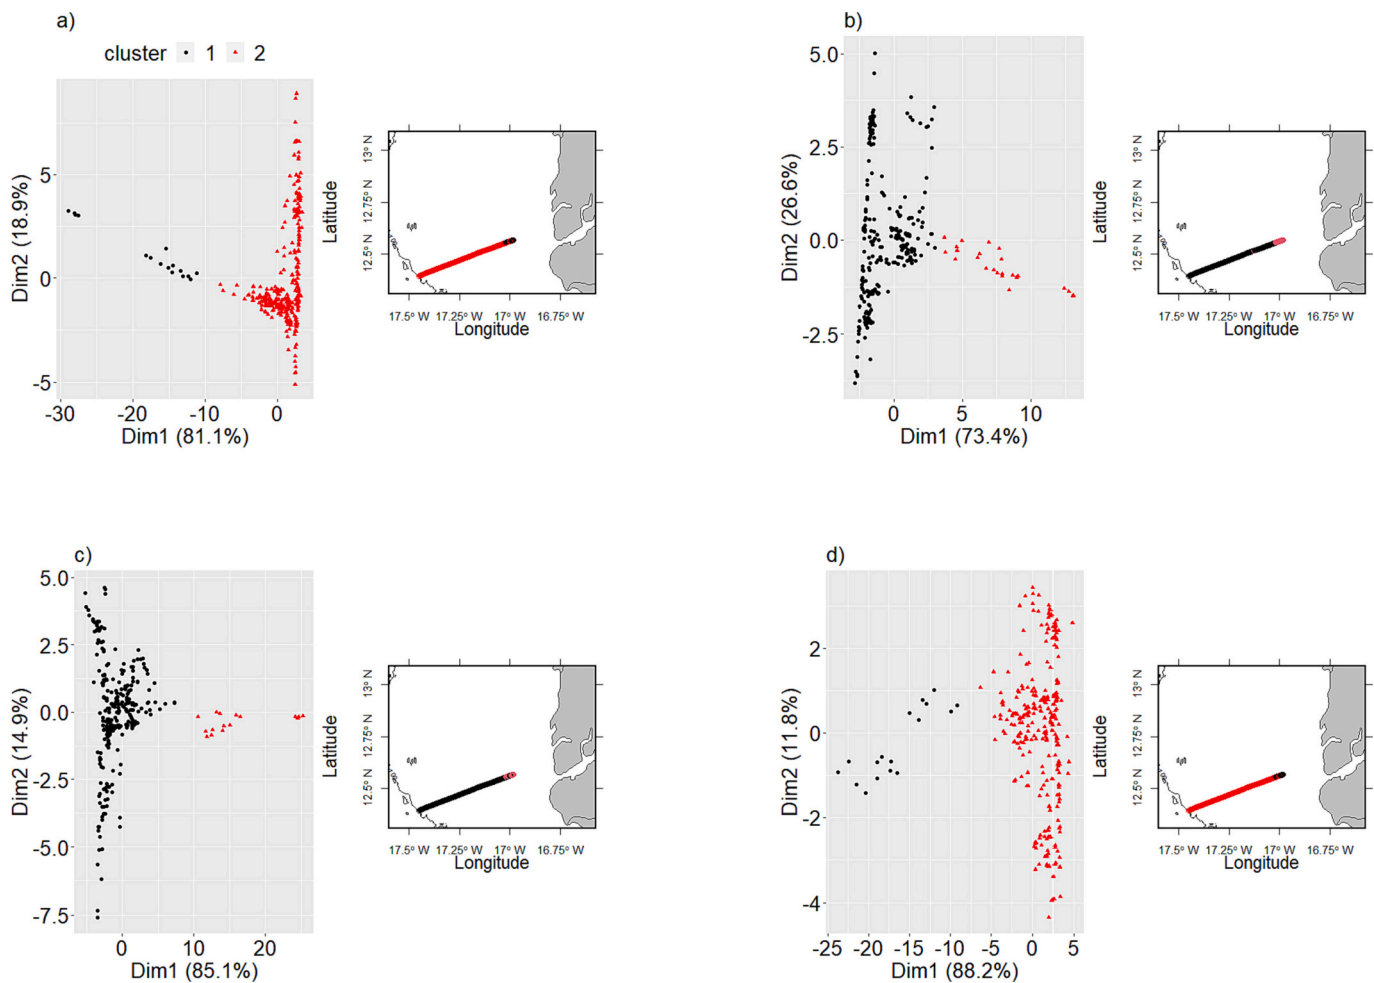 a)
cluster 1 2
5
0
-5
-30 -20 -10 0
Dim1 (81.1%)
Dim2 (18.9%)
13° N
12.75° N
12.5° N
Latitude
17.5° W 17.25° W 17° W 16.75° W
Longitude
b)
5.0
2.5
0.0
-2.5
0 5 10
Dim1 (73.4%)
Dim2 (26.6%)
13° N
12.75° N
12.5° N
Latitude
17.5° W 17.25° W 17° W 16.75° W
Longitude
c)
5.0
2.5
0.0
-2.5
-5.0
-7.5
0 10 20
Dim1 (85.1%)
Dim2 (14.9%)
13° N
12.75° N
12.5° N
Latitude
17.5° W 17.25° W 17° W 16.75° W
Longitude
d)
2
0
-2
-4
-25 -20 -15 -10 -5 0 5
Dim1 (88.2%)
Dim2 (11.8%)
13° N
12.75° N
12.5° N
Latitude
17.5° W 17.25° W 17° W 16.75° W
Longitude